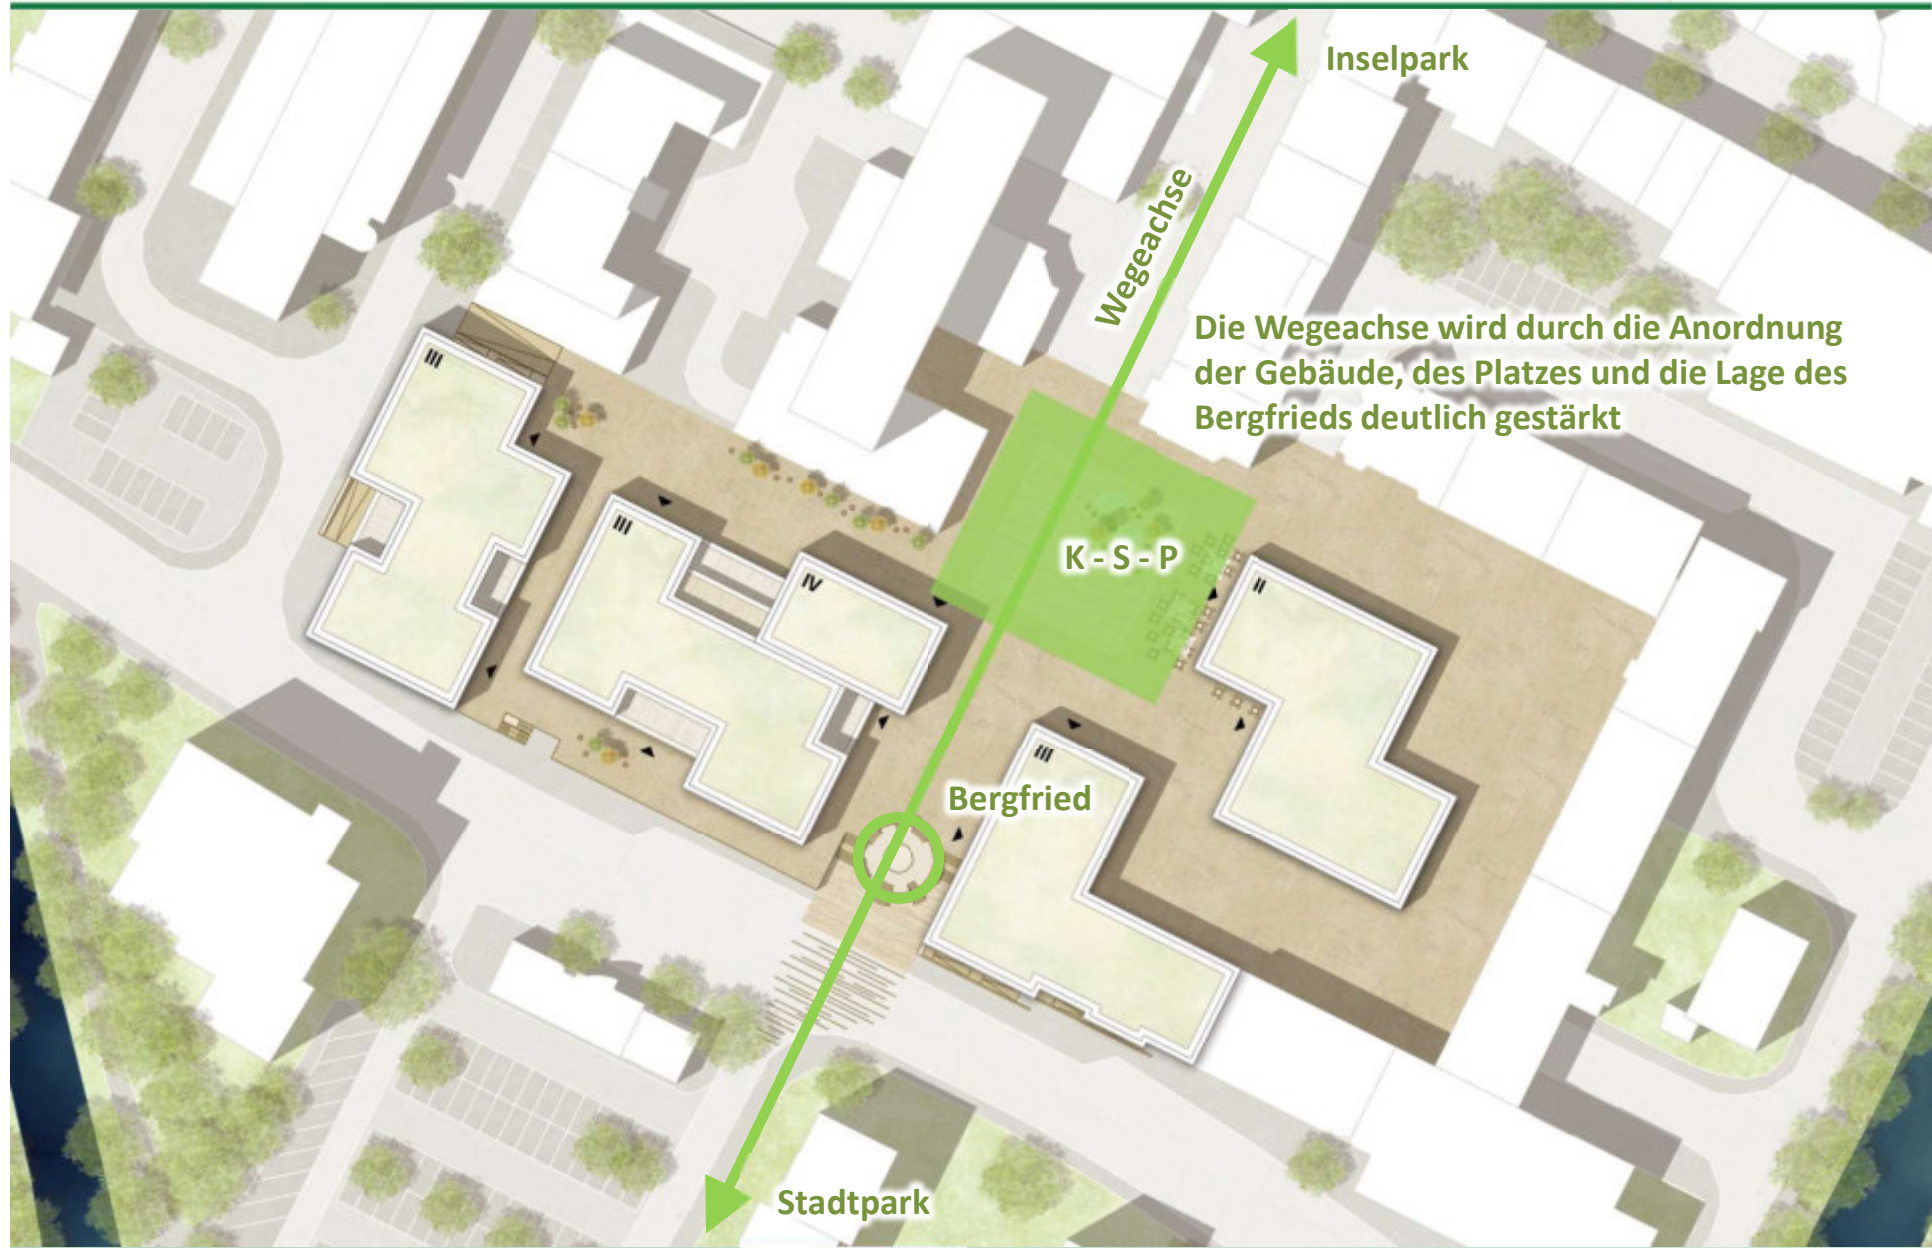 Inselpark
Wegeachse
Die Wegeachse wird durch die Anordnung
der Gebäude, des Platzes und die Lage des
Bergfrieds deutlich gestärkt
III
III
IV
K - S - P
II
III
Bergfried
Stadtpark